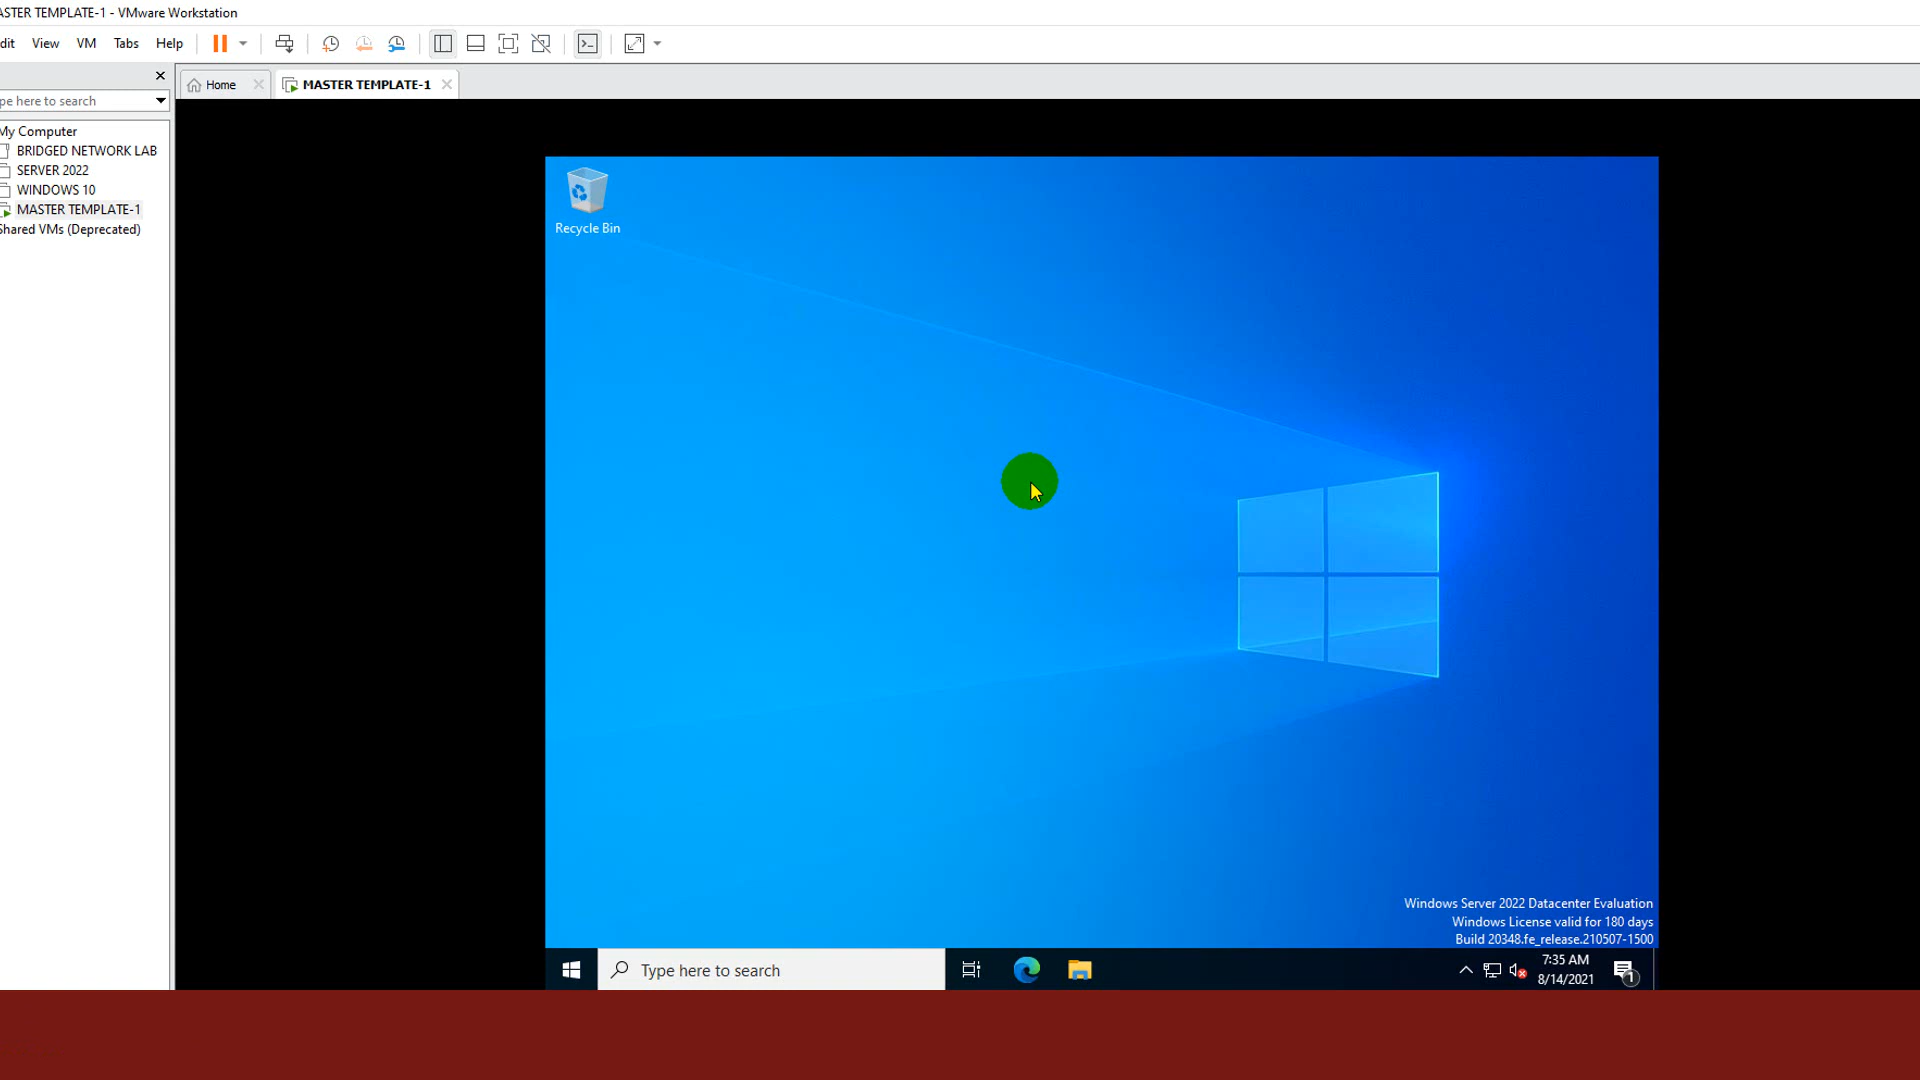 ASTER TEMPLATE-1 - VMware Workstation
dit View VM Tabs Help
pe here to search
Home
MASTER TEMPLATE-1
My Computer
BRIDGED NETWORK LAB
SERVER 2022
WINDOWS 10
MASTER TEMPLATE-1
Shared VMs (Deprecated)
Recycle Bin
Windows Server 2022 Datacenter Evaluation
Windows License valid for 180 days
Build 20348.fe_release.210507-1500
Type here to search
7:35 AM
8/14/2021
1